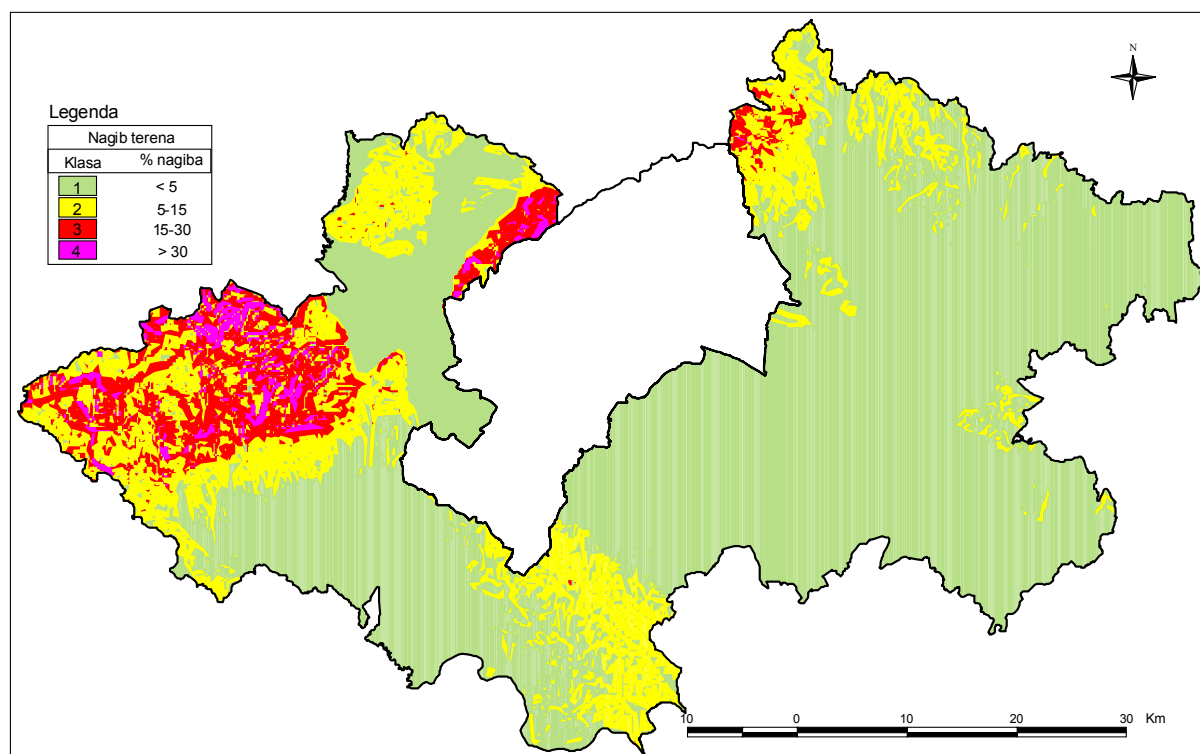 N
Legenda
Nagib terena
Klasa % nagiba
1 < 5
2 5-15
3 15-30
4 > 30
10 0 10 20 30 Km